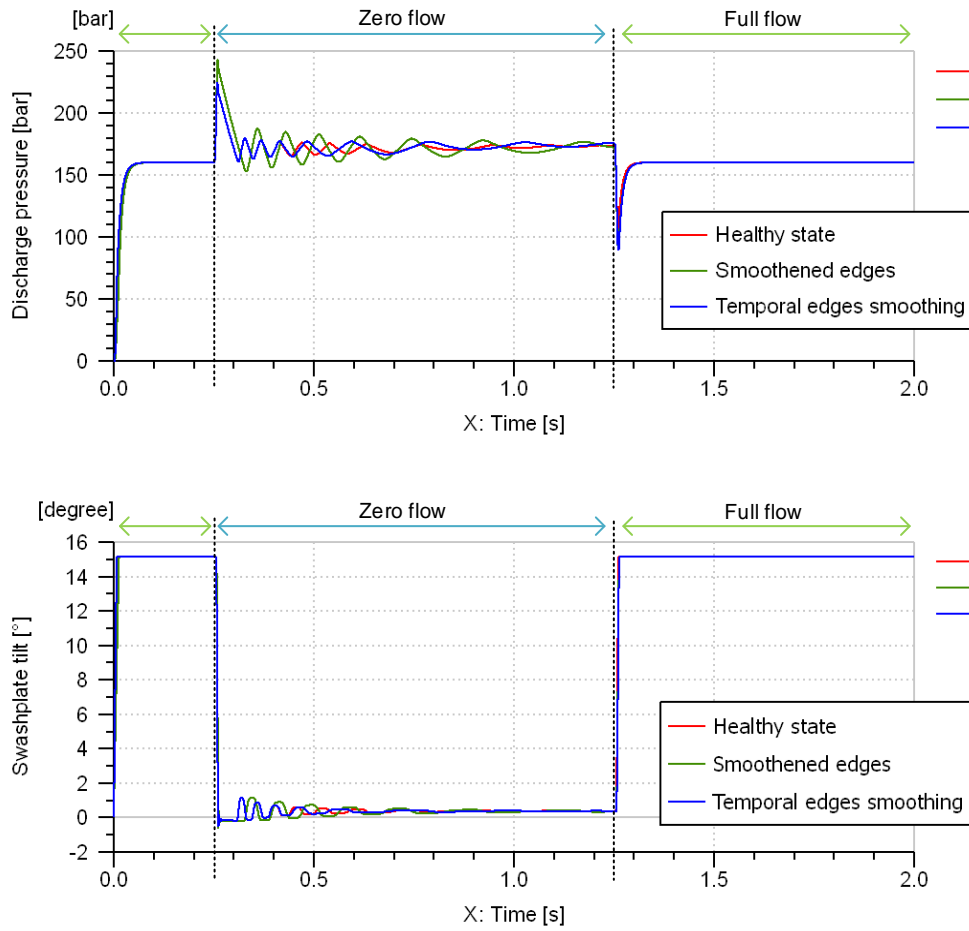 [bar]
Zero flow
Full flow
Discharge pressure [bar]
250
200
150
100
50
0
Healthy state
Smoothened edges
Temporal edges smoothing
0.0
0.5
1.0
1.5
2.0
X: Time [s]
[degree]
Zero flow
Full flow
Swashplate tilt [°]
16
14
12
10
8
6
4
2
0
-2
Healthy state
Smoothened edges
Temporal edges smoothing
0.0
0.5
1.0
1.5
2.0
X: Time [s]